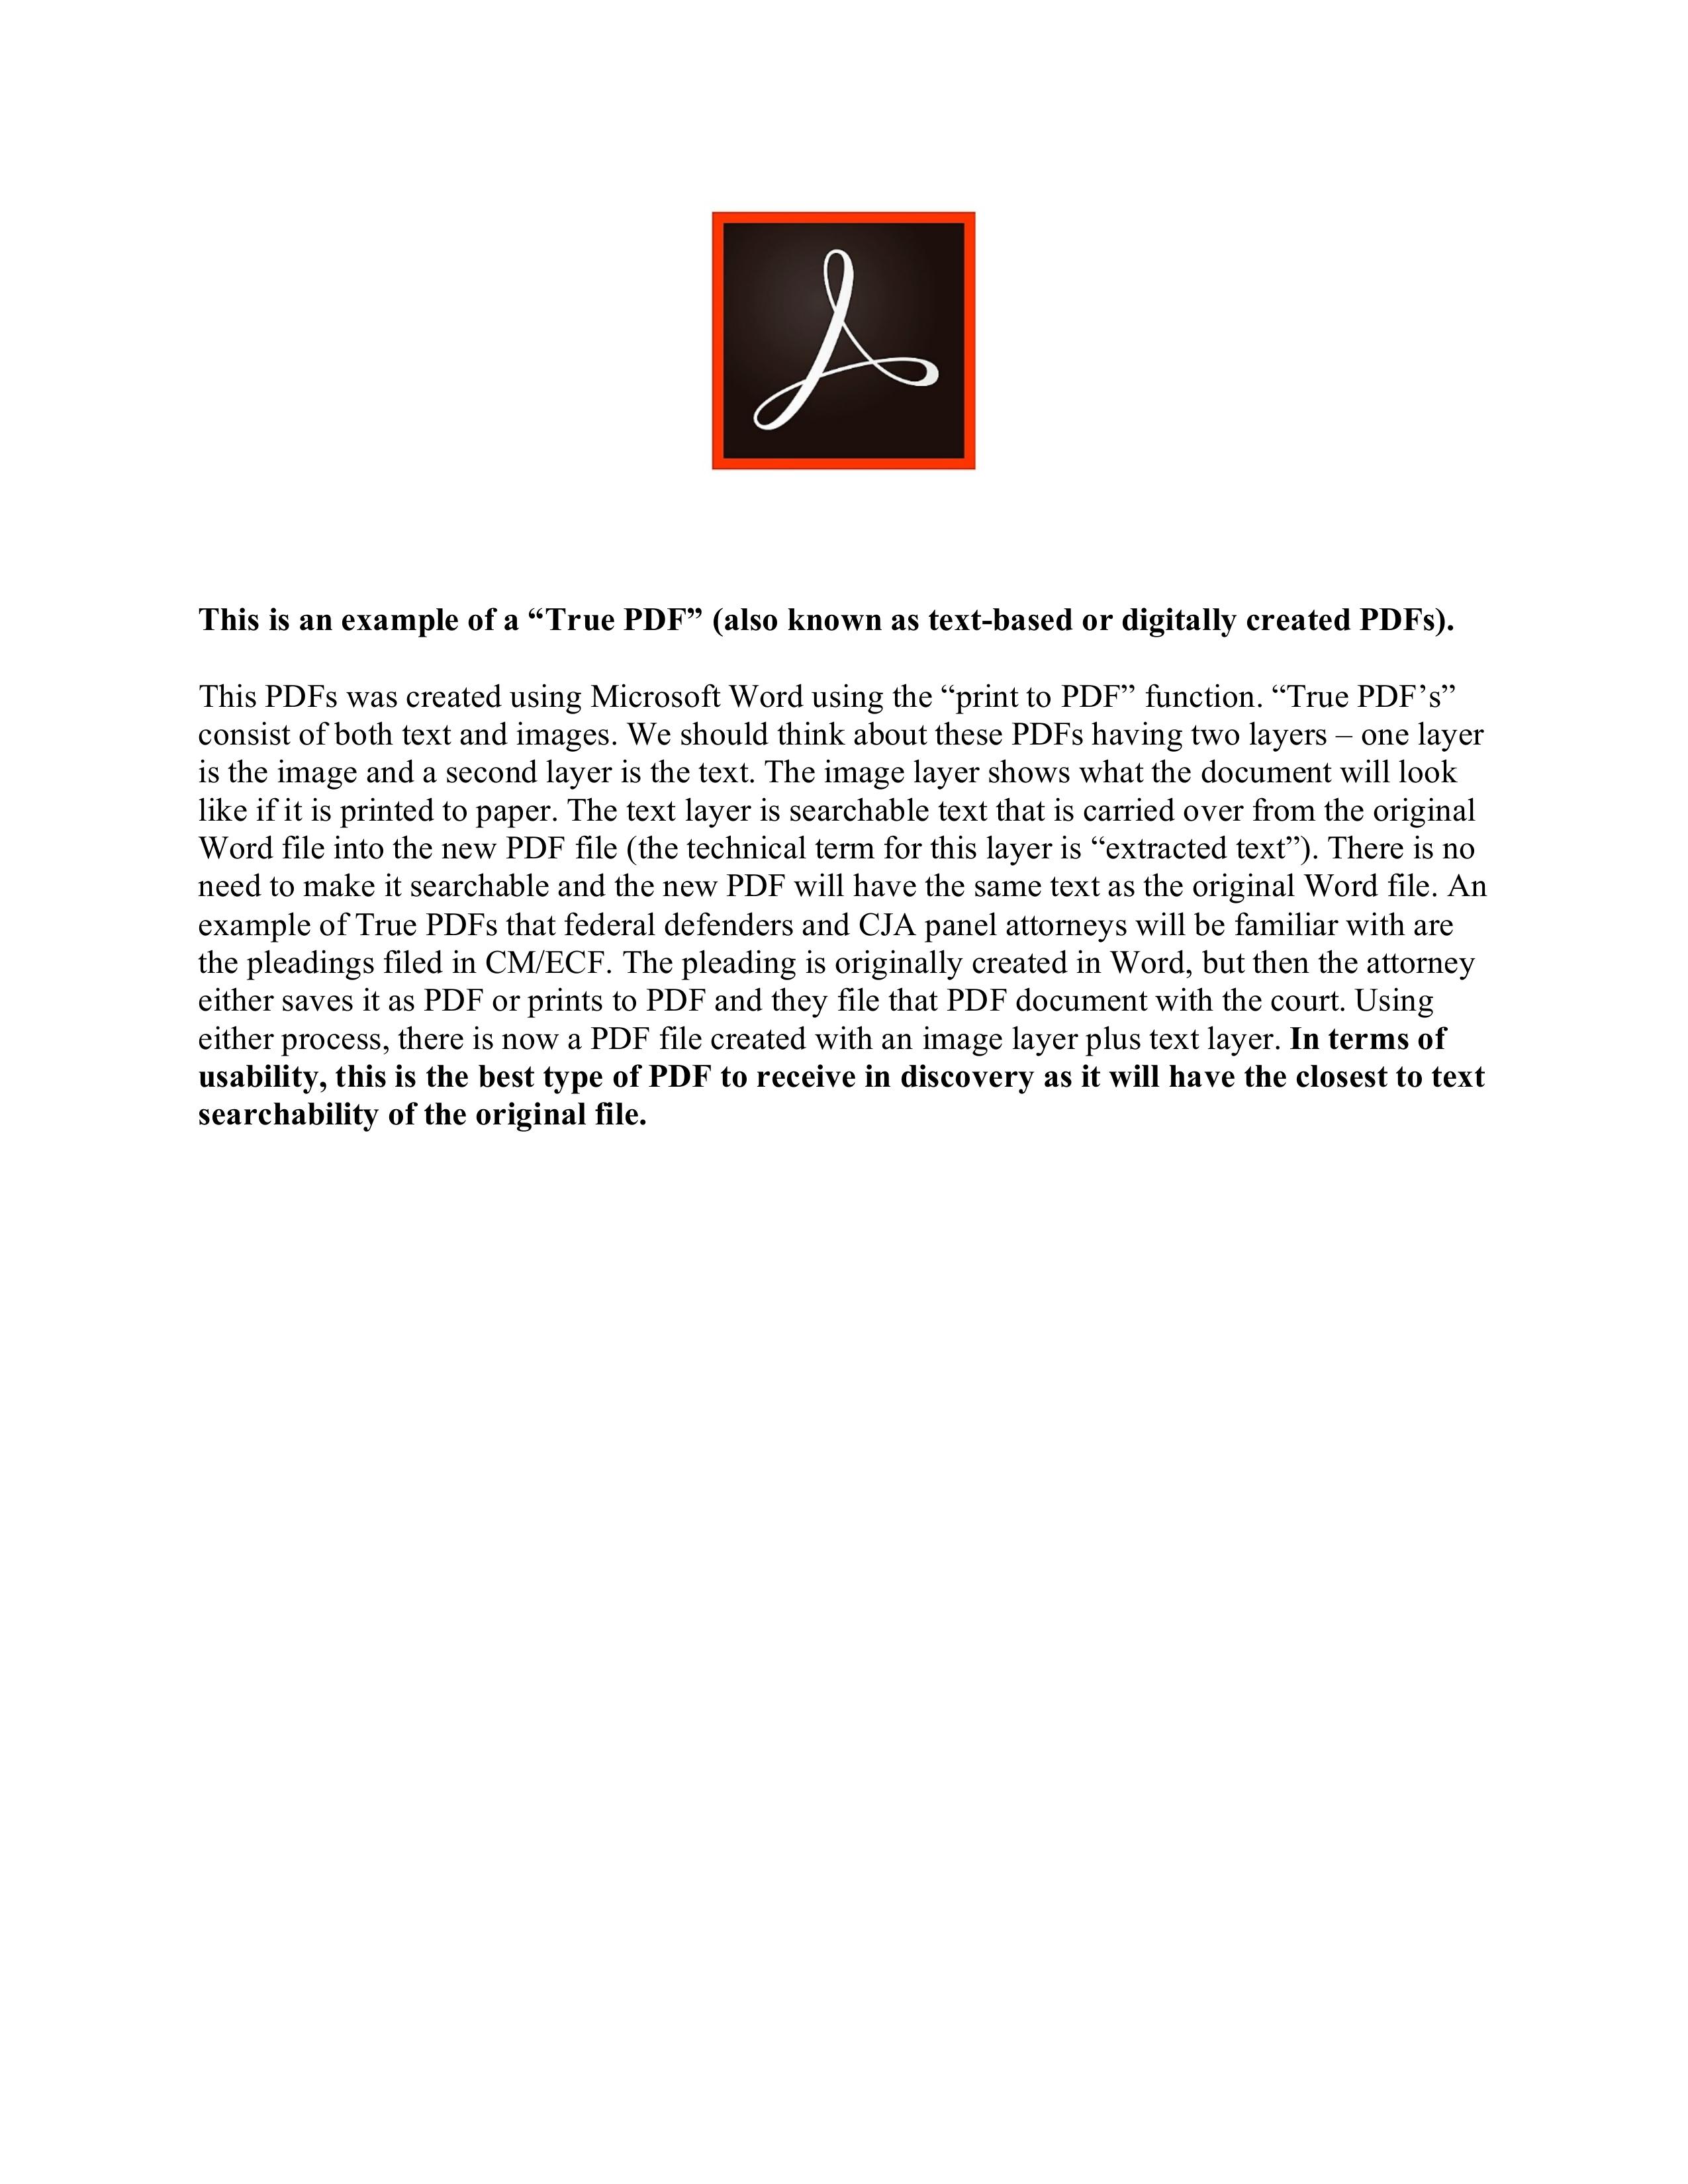 This is an example of a “True PDF” (also known as text-based or digitally created PDFs).
This PDFs was created using Microsoft Word using the “print to PDF” function. “True PDF’s”
consist of both text and images. We should think about these PDFs having two layers – one layer
is the image and a second layer is the text. The image layer shows what the document will look
like if it is printed to paper. The text layer is searchable text that is carried over from the original
Word file into the new PDF file (the technical term for this layer is “extracted text”). There is no
need to make it searchable and the new PDF will have the same text as the original Word file. An
example of True PDFs that federal defenders and CJA panel attorneys will be familiar with are
the pleadings filed in CM/ECF. The pleading is originally created in Word, but then the attorney
either saves it as PDF or prints to PDF and they file that PDF document with the court. Using
either process, there is now a PDF file created with an image layer plus text layer. In terms of
usability, this is the best type of PDF to receive in discovery as it will have the closest to text
searchability of the original file.